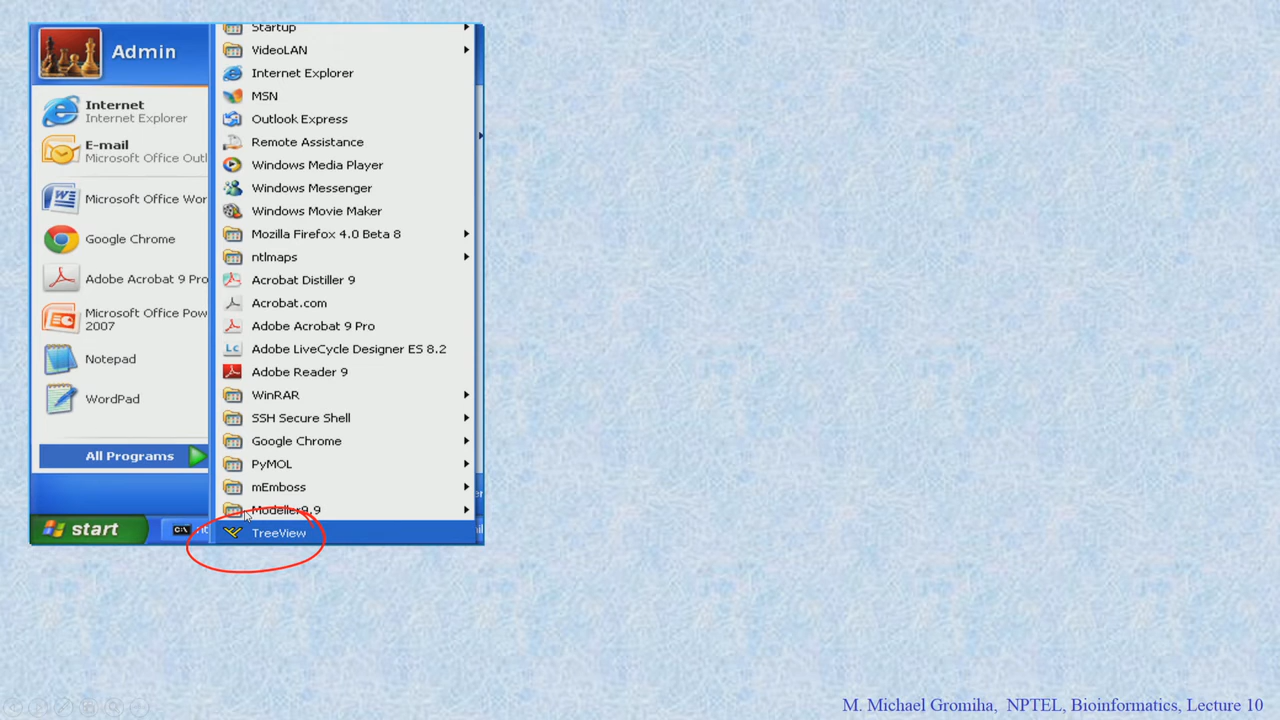 Admin
Internet
Internet Explorer
E-mail
Microsoft Office Outl
Microsoft Office Wor
Google Chrome
Adobe Acrobat 9 Pro
Microsoft Office Pow
2007
Notepad
WordPad
All Programs
start
Startup
VideoLAN
Internet Explorer
MSN
Outlook Express
Remote Assistance
Windows Media Player
Windows Messenger
Windows Movie Maker
Mozilla Firefox 4.0 Beta 8
ntlmaps
Acrobat Distiller 9
Acrobat.com
Adobe Acrobat 9 Pro
Adobe LiveCycle Designer ES 8.2
Adobe Reader 9
WinRAR
SSH Secure Shell
Google Chrome
PyMOL
mEmboss
Modeller9.9
TreeView
M. Michael Gromiha, NPTEL, Bioinformatics, Lecture 10